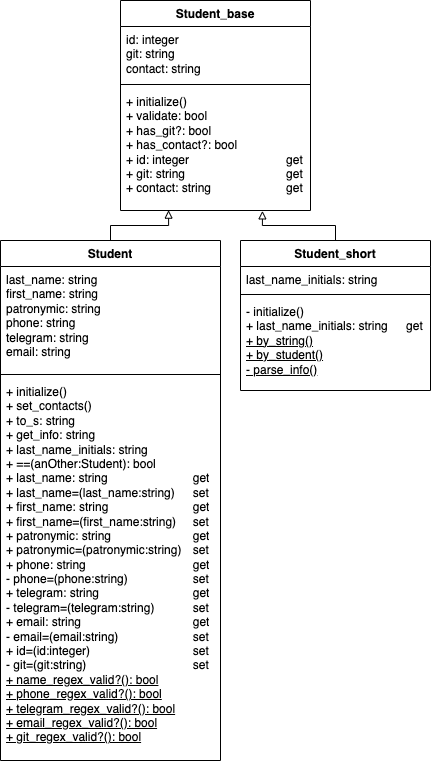 Student_base
id: integer
git: string
contact: string
+ initialize()
+ validate: bool
+ has_git?: bool
+ has_contact?: bool
+ id: integer get
+ git: string get
+ contact: string get
Student
last_name: string
first_name: string
patronymic: string
phone: string
telegram: string
email: string
+ initialize()
+ set_contacts()
+ to_s: string
+ get_info: string
+ last_name_initials: string
+ ==(anOther:Student): bool
+ last_name: string get
+ last_name=(last_name:string) set
+ first_name: string get
+ first_name=(first_name:string) set
+ patronymic: string get
+ patronymic=(patronymic:string) set
+ phone: string get
- phone=(phone:string) set
+ telegram: string get
- telegram=(telegram:string) set
+ email: string get
- email=(email:string) set
+ id=(id:integer) set
- git=(git:string) set
+ name_regex_valid?(): bool
+ phone_regex_valid?(): bool
+ telegram_regex_valid?(): bool
+ email_regex_valid?(): bool
+ git_regex_valid?(): bool
Student_short
last_name_initials: string
- initialize()
+ last_name_initials: string get
+ by_string()
+ by_student()
- parse_info()